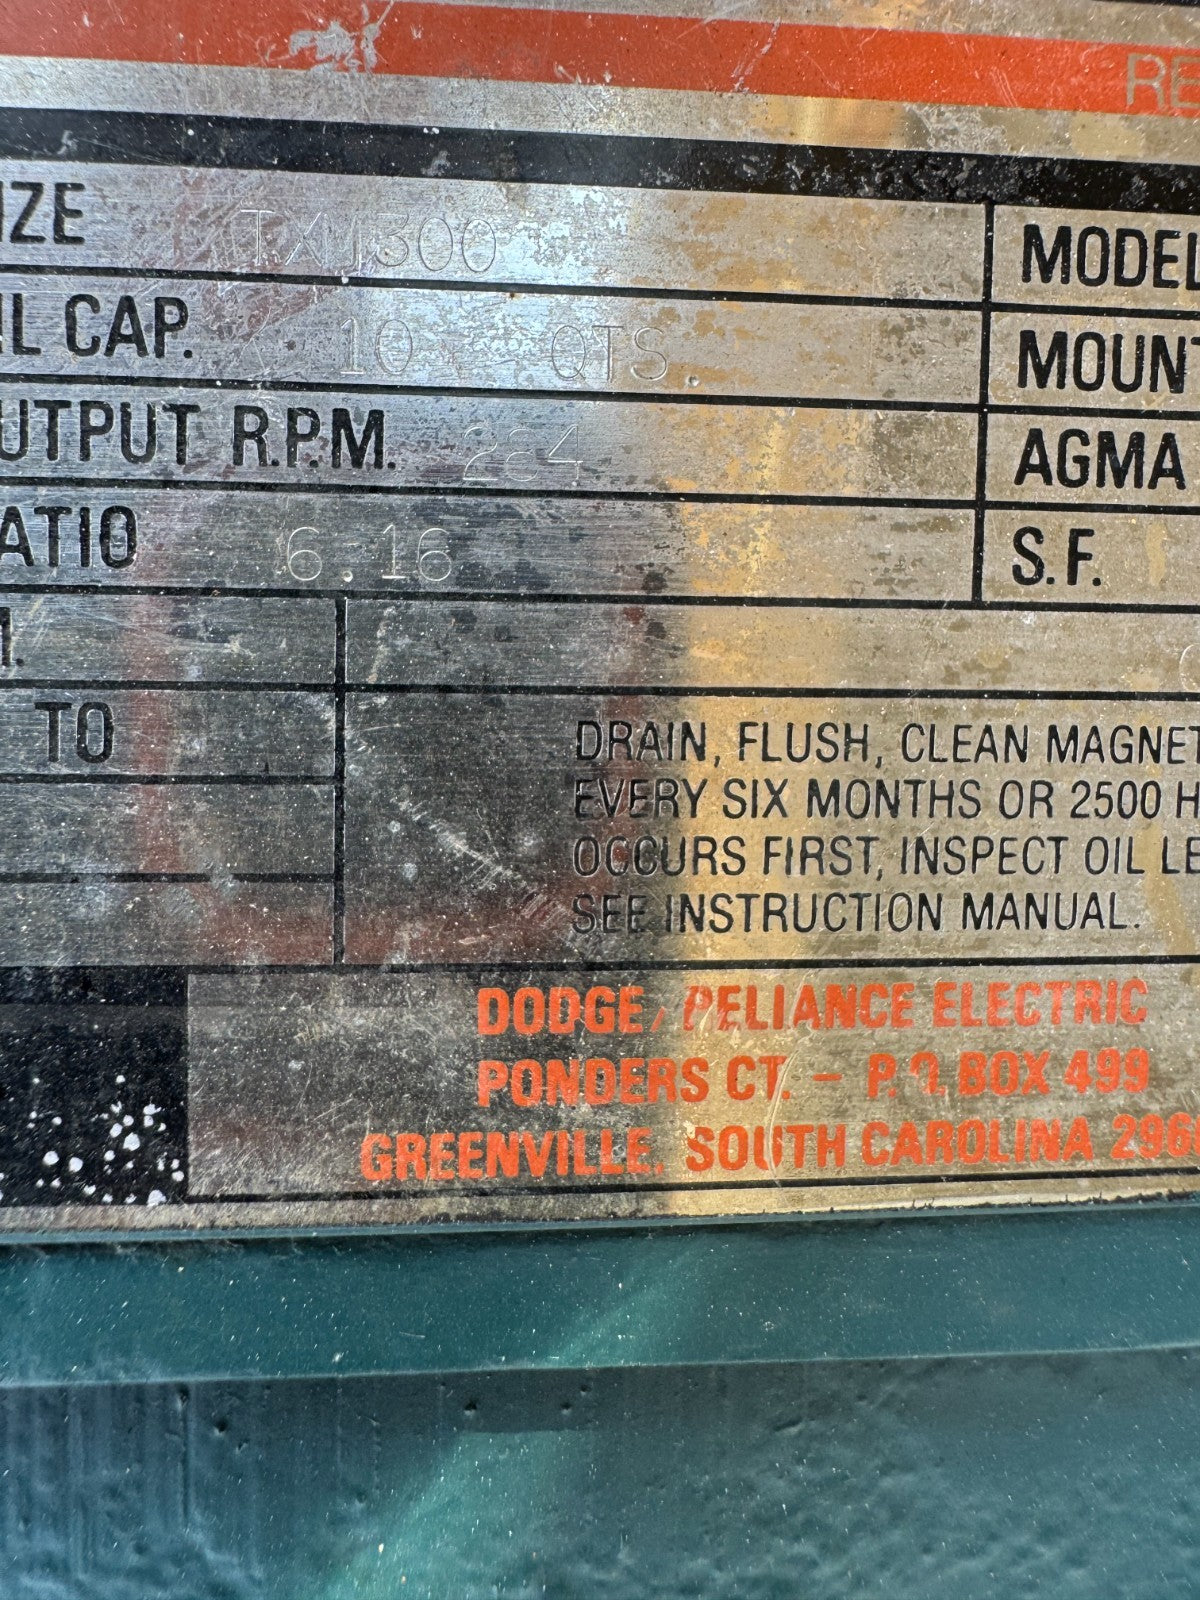 RE
IZE TX1300 MODEL
IL CAP. 10 QTS. MOUNT
UTPUT R.P.M. 284 AGMA
ATIO 6.16 S.F.
TO
DRAIN, FLUSH, CLEAN MAGNET
EVERY SIX MONTHS OR 2500 H
OCCURS FIRST, INSPECT OIL LE
SEE INSTRUCTION MANUAL.
DODGE/RELIANCE ELECTRIC
PONDERS CT. – P.O. BOX 499
GREENVILLE, SOUTH CAROLINA 296